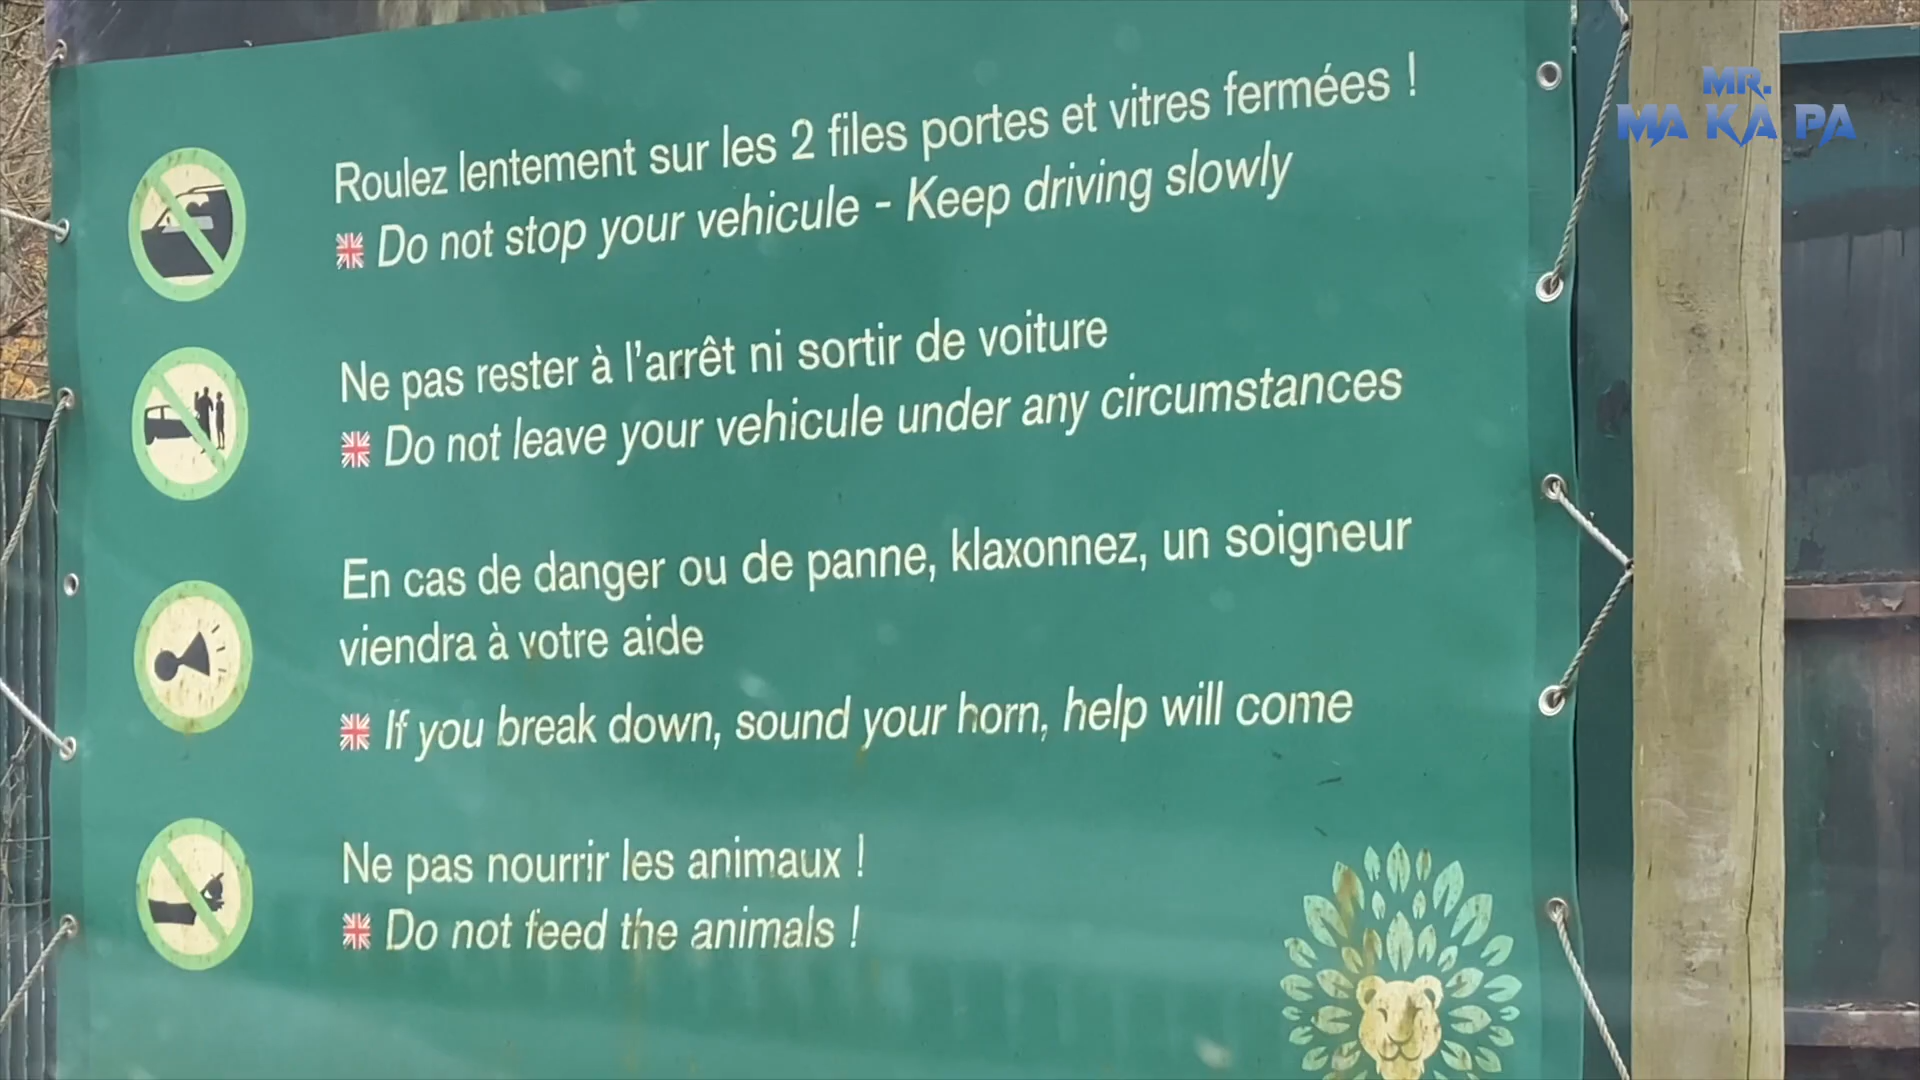 Roulez lentement sur les 2 files portes et vitres fermées !
Do not stop your vehicule - Keep driving slowly
Ne pas rester à l'arrêt ni sortir de voiture
Do not leave your vehicule under any circumstances
En cas de danger ou de panne, klaxonnez, un soigneur
viendra à votre aide
If you break down, sound your horn, help will come
Ne pas nourrir les animaux !
Do not feed the animals !
MR.
MA KA PA